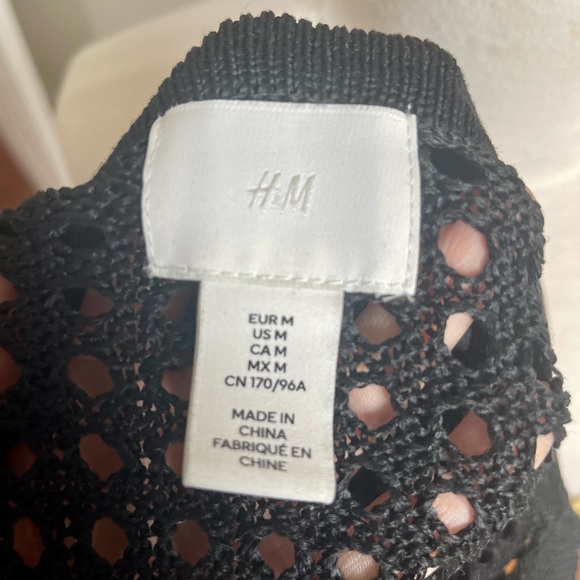 H&M
EUR M
US M
CA M
MX M
CN 170/96A
MADE IN
CHINA
FABRIQUÉ EN
CHINE